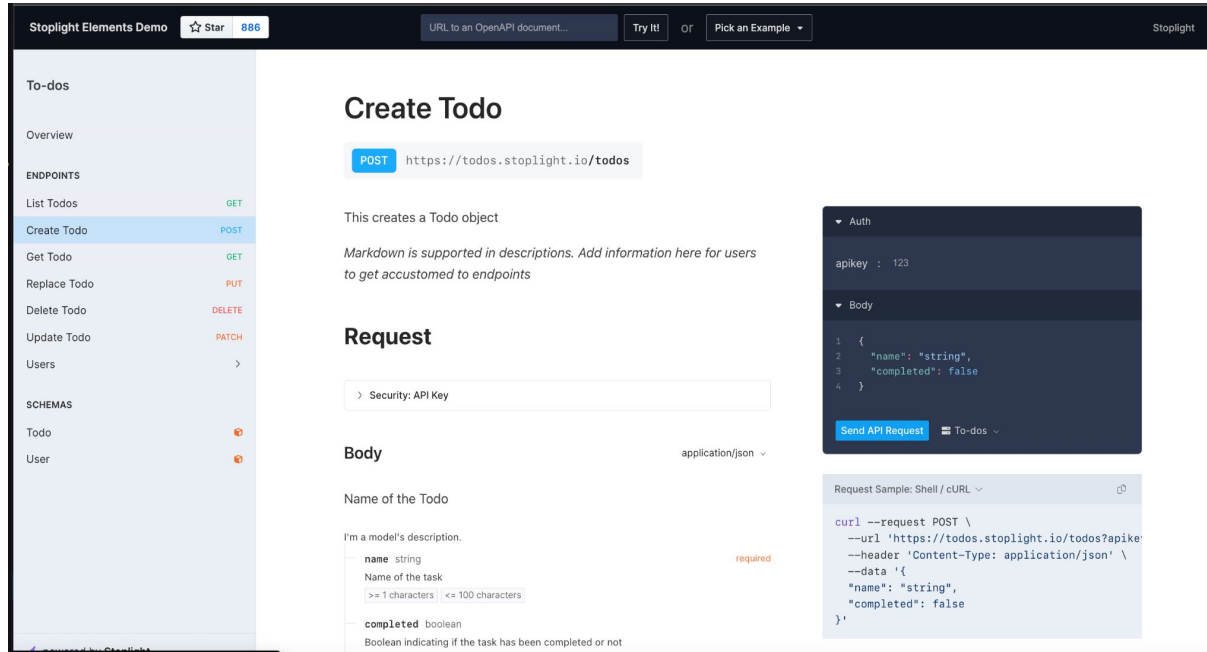 Stoplight Elements Demo
Star 886
URL to an OpenAPI document...
Try It!
or
Pick an Example
Stoplight
To-dos
Overview
ENDPOINTS
List Todos GET
Create Todo POST
Get Todo GET
Replace Todo PUT
Delete Todo DELETE
Update Todo PATCH
Users
SCHEMAS
Todo
User
powered by Stoplight
Create Todo
POST https://todos.stoplight.io/todos
This creates a Todo object
Markdown is supported in descriptions. Add information here for users
to get accustomed to endpoints
Request
Security: API Key
Body application/json
Name of the Todo
I'm a model's description.
name string required
Name of the task
>= 1 characters <= 100 characters
completed boolean
Boolean indicating if the task has been completed or not
Auth
apikey : 123
Body
1 {
2 "name": "string",
3 "completed": false
4 }
Send API Request To-dos
Request Sample: Shell / cURL
curl --request POST \
--url 'https://todos.stoplight.io/todos?apike
--header 'Content-Type: application/json' \
--data '{
"name": "string",
"completed": false
}'